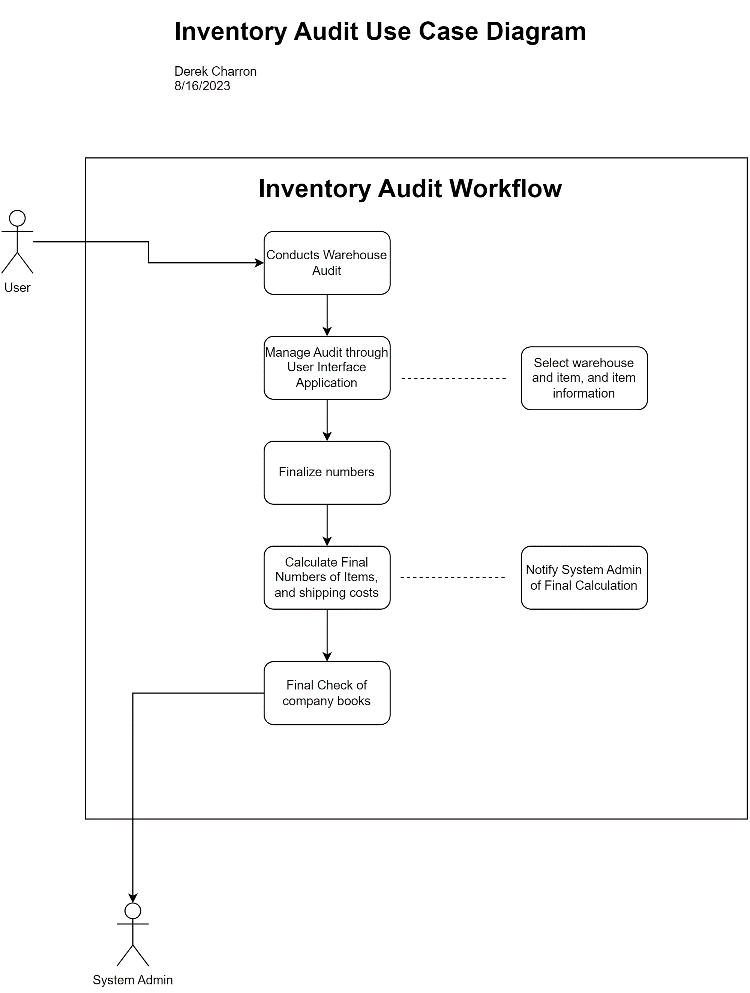 Inventory Audit Use Case Diagram
Derek Charron
8/16/2023
Inventory Audit Workflow
User
Conducts Warehouse
Audit
Manage Audit through
User Interface
Application
Select warehouse
and item, and item
information
Finalize numbers
Calculate Final
Numbers of Items,
and shipping costs
Notify System Admin
of Final Calculation
Final Check of
company books
System Admin